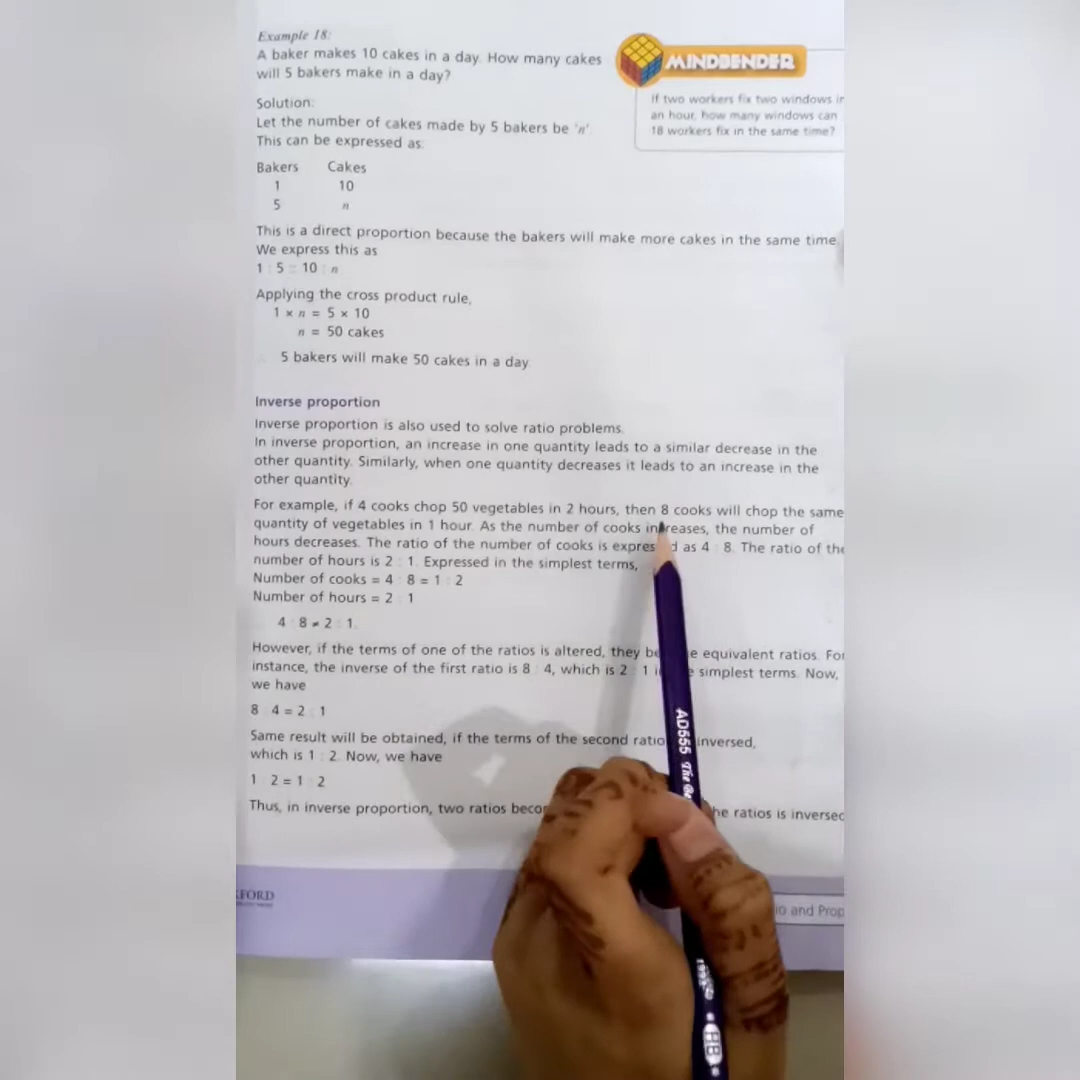 Example 18:
A baker makes 10 cakes in a day. How many cakes
will 5 bakers make in a day?
MINDBENDER
If two workers fix two windows in
an hour, how many windows can
18 workers fix in the same time?
Solution:
Let the number of cakes made by 5 bakers be 'n'.
This can be expressed as:
Bakers Cakes
1 10
5 n
This is a direct proportion because the bakers will make more cakes in the same time.
We express this as
1 : 5 :: 10 : n
Applying the cross product rule,
1 × n = 5 × 10
n = 50 cakes
5 bakers will make 50 cakes in a day
Inverse proportion
Inverse proportion is also used to solve ratio problems.
In inverse proportion, an increase in one quantity leads to a similar decrease in the
other quantity. Similarly, when one quantity decreases it leads to an increase in the
other quantity.
For example, if 4 cooks chop 50 vegetables in 2 hours, then 8 cooks will chop the same
quantity of vegetables in 1 hour. As the number of cooks increases, the number of
hours decreases. The ratio of the number of cooks is expressed as 4 : 8. The ratio of the
number of hours is 2 : 1. Expressed in the simplest terms,
Number of cooks = 4 : 8 = 1 : 2
Number of hours = 2 : 1
4 : 8 ≠ 2 : 1.
However, if the terms of one of the ratios is altered, they be e equivalent ratios. For
instance, the inverse of the first ratio is 8 : 4, which is 2 : 1 i e simplest terms. Now,
we have
8 : 4 = 2 : 1
Same result will be obtained, if the terms of the second ratio inversed,
which is 1 : 2. Now, we have
1 : 2 = 1 : 2
Thus, in inverse proportion, two ratios beco he ratios is inversed
FORD
io and Prop
AD555 The
HB